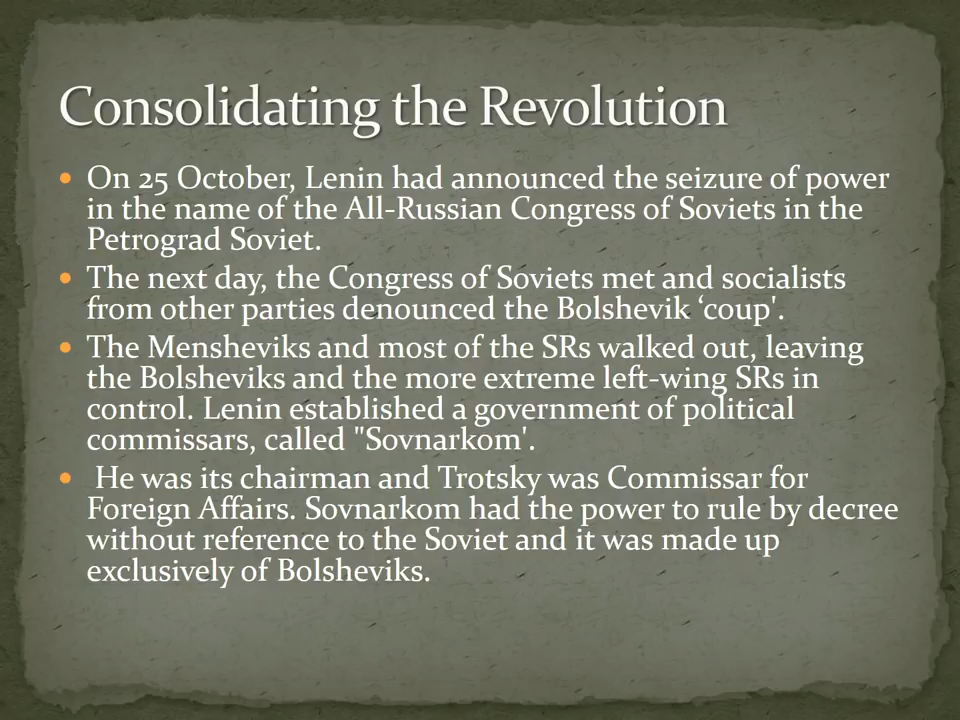 Consolidating the Revolution
• On 25 October, Lenin had announced the seizure of power
in the name of the All-Russian Congress of Soviets in the
Petrograd Soviet.
• The next day, the Congress of Soviets met and socialists
from other parties denounced the Bolshevik ‘coup'.
• The Mensheviks and most of the SRs walked out, leaving
the Bolsheviks and the more extreme left-wing SRs in
control. Lenin established a government of political
commissars, called "Sovnarkom'.
• He was its chairman and Trotsky was Commissar for
Foreign Affairs. Sovnarkom had the power to rule by decree
without reference to the Soviet and it was made up
exclusively of Bolsheviks.